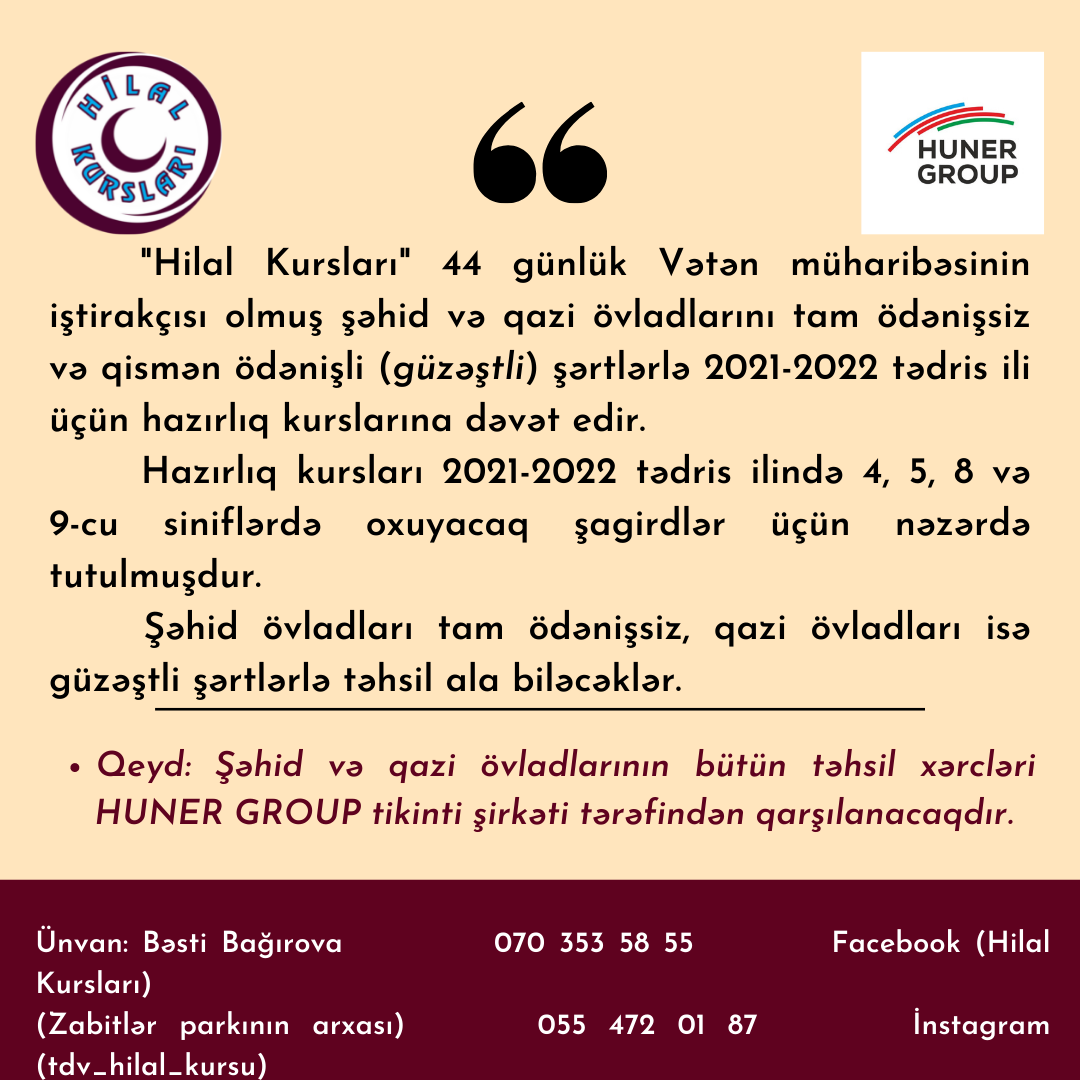 HİLAL
KURSLARI
HUNER
GROUP
"Hilal Kursları" 44 günlük Vətən müharibəsinin
iştirakçısı olmuş şəhid və qazi övladlarını tam ödənişsiz
və qismən ödənişli (güzəştli) şərtlərlə 2021-2022 tədris ili
üçün hazırlıq kurslarına dəvət edir.
Hazırlıq kursları 2021-2022 tədris ilində 4, 5, 8 və
9-cu siniflərdə oxuyacaq şagirdlər üçün nəzərdə
tutulmuşdur.
Şəhid övladları tam ödənişsiz, qazi övladları isə
güzəştli şərtlərlə təhsil ala biləcəklər.
• Qeyd: Şəhid və qazi övladlarının bütün təhsil xərcləri
HUNER GROUP tikinti şirkəti tərəfindən qarşılanacaqdır.
Ünvan: Bəsti Bağırova 070 353 58 55 Facebook (Hilal
Kursları)
(Zabitlər parkının arxası) 055 472 01 87 İnstagram
(tdv_hilal_kursu)